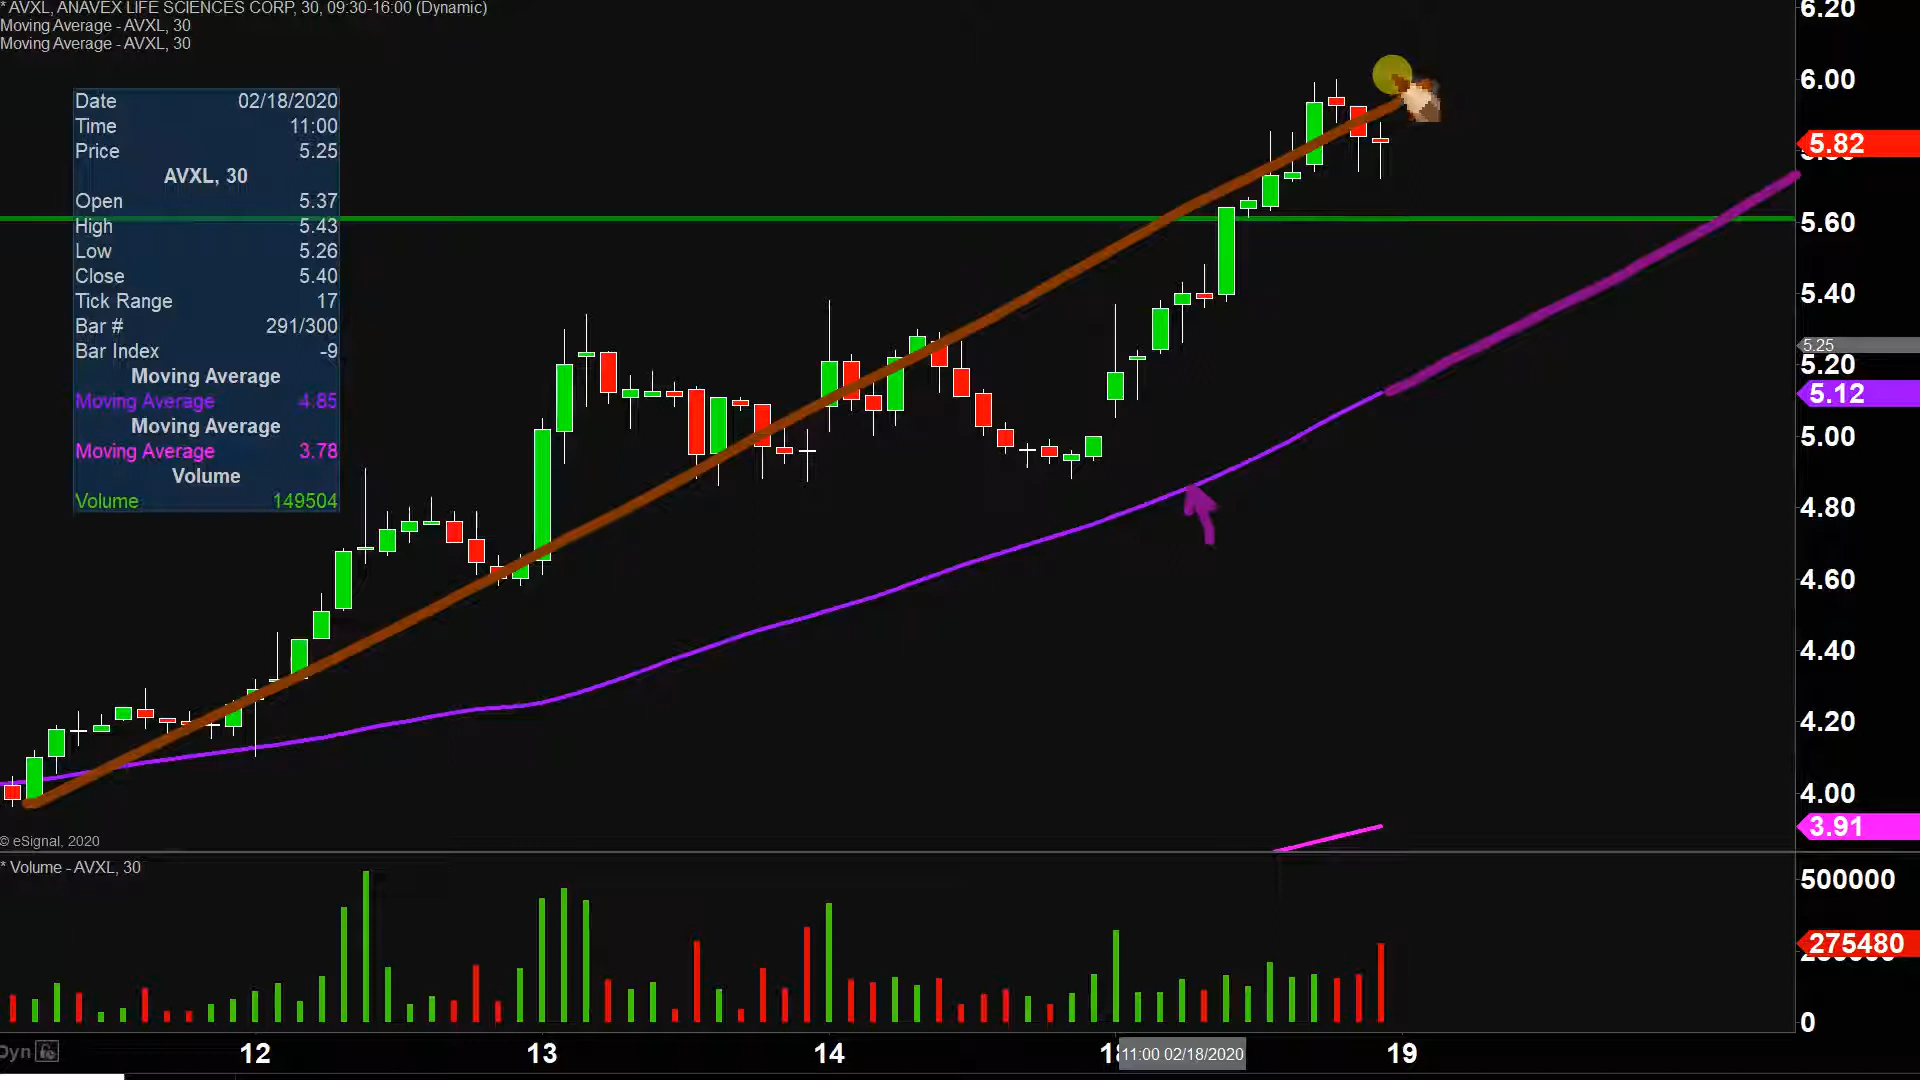 * AVXL, ANAVEX LIFE SCIENCES CORP, 30, 09:30-16:00 (Dynamic)
Moving Average - AVXL, 30
Moving Average - AVXL, 30
Date 02/18/2020
Time 11:00
Price 5.25
AVXL, 30
Open 5.37
High 5.43
Low 5.26
Close 5.40
Tick Range 17
Bar # 291/300
Bar Index -9
Moving Average
Moving Average 4.85
Moving Average
Moving Average 3.78
Volume
Volume 149504
6.20
6.00
5.82
5.60
5.40
5.25
5.20
5.12
5.00
4.80
4.60
4.40
4.20
4.00
3.91
© eSignal, 2020
* Volume - AVXL, 30
500000
275480
0
Dyn
12 13 14 11:00 02/18/2020 19